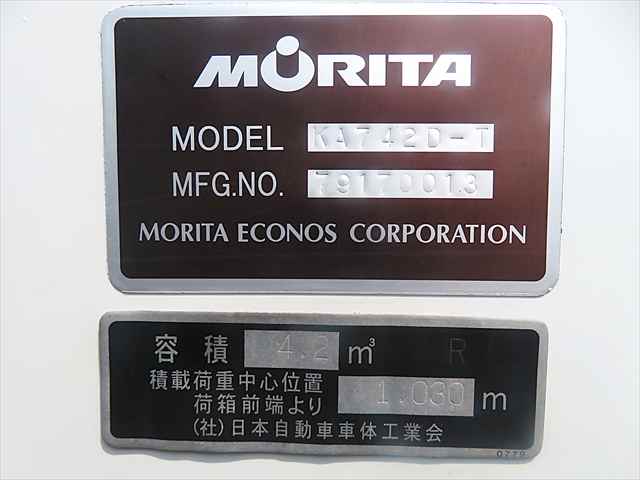 MORITA
MODEL KA742D-T
MFG.NO. 79170013
MORITA ECONOS CORPORATION
容積 4.2 m³ R
積載荷重中心位置
荷箱前端より 1.030 m
(社)日本自動車車体工業会
0779